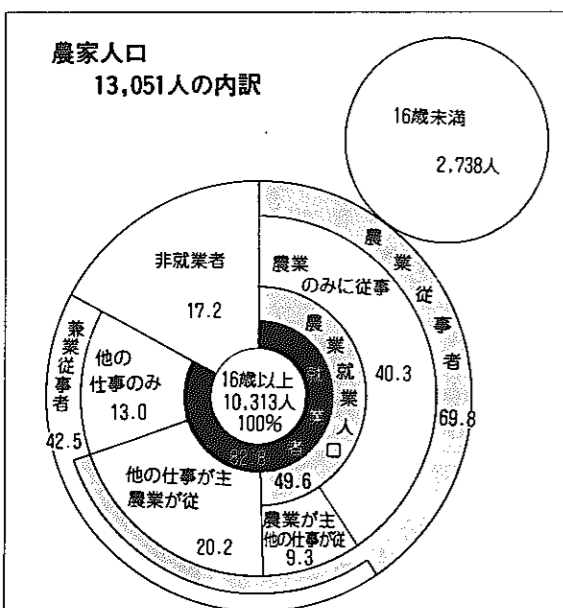 農家人口
13,051人の内訳
16歳未満
2,738人
農業従事者
69.8
農業
のみに従事
40.3
農業就業人口
49.6
就業者
82.8
16歳以上
10,313人
100%
非就業者
17.2
兼業従事者
42.5
他の
仕事のみ
13.0
他の仕事が主
農業が従
20.2
農業が主
他の仕事が従
9.3